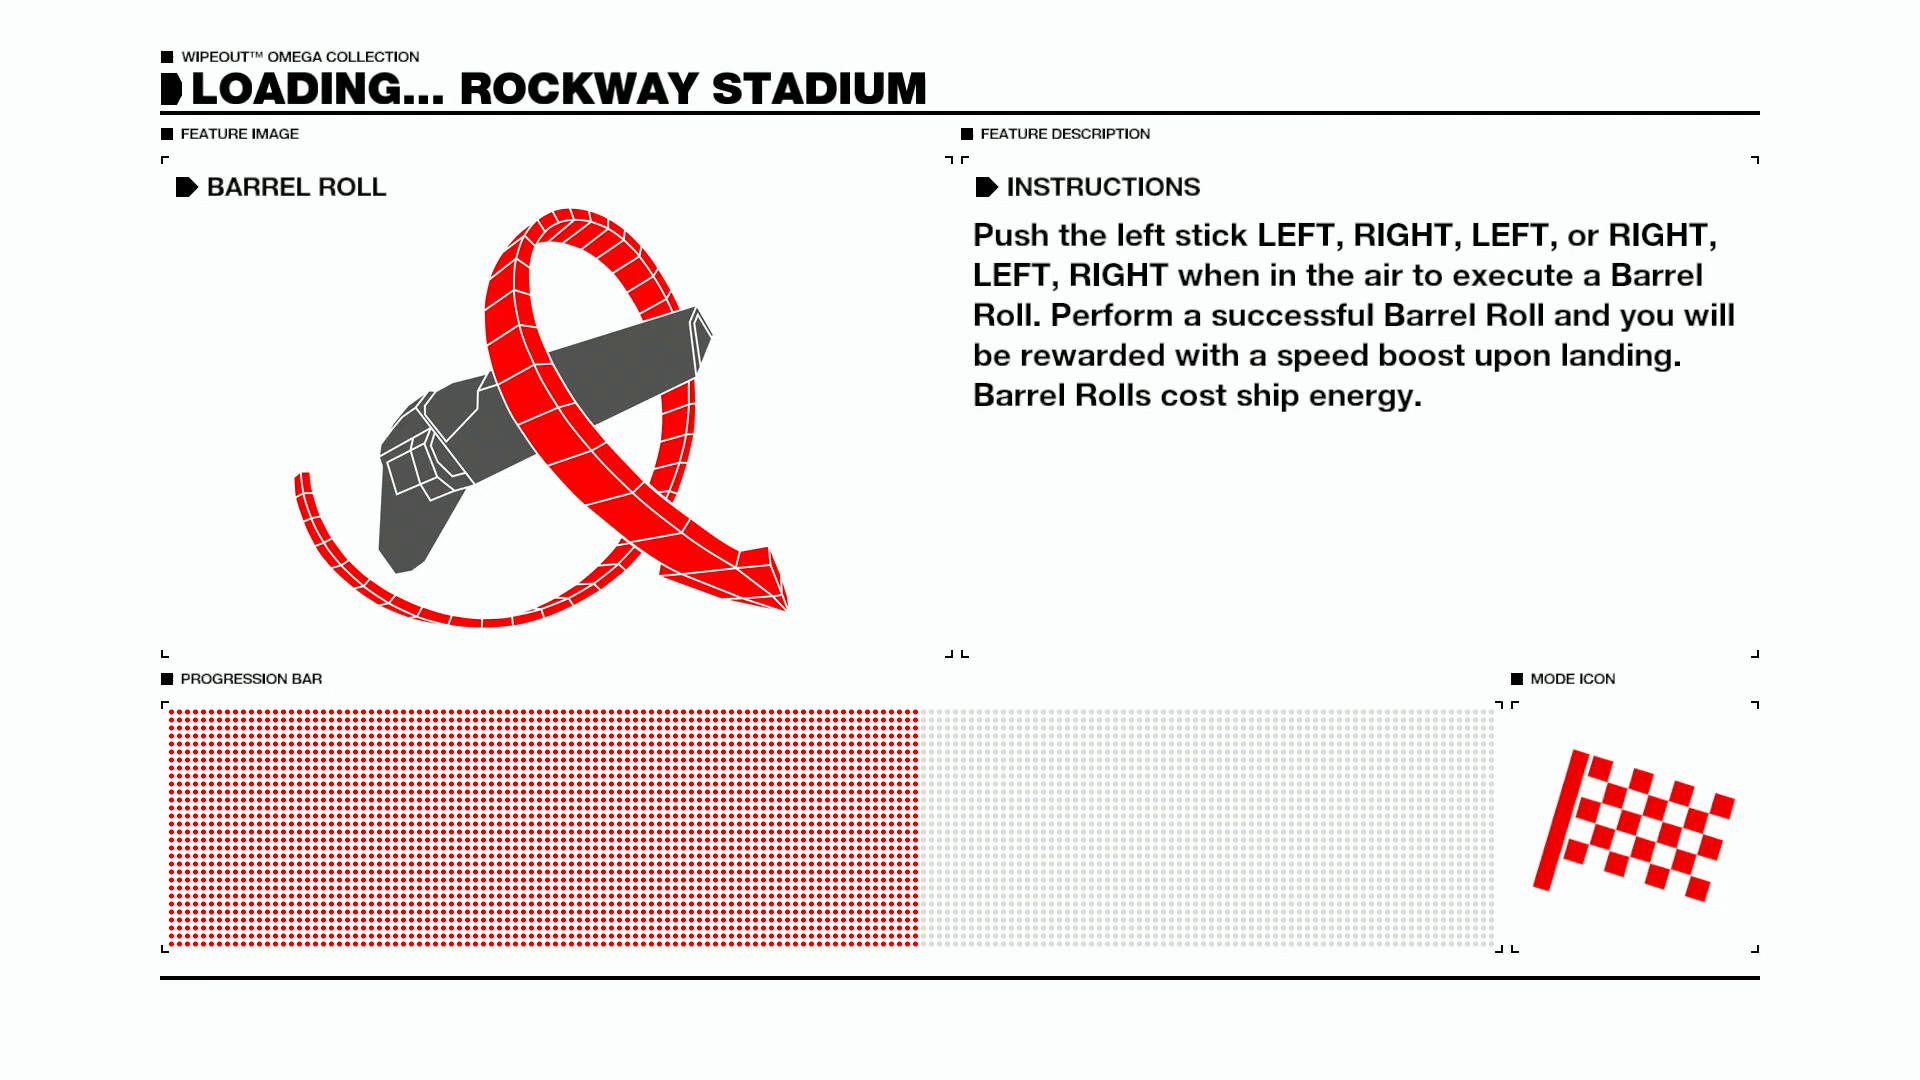 WIPEOUT™ OMEGA COLLECTION
LOADING... ROCKWAY STADIUM
FEATURE IMAGE
BARREL ROLL
FEATURE DESCRIPTION
INSTRUCTIONS
Push the left stick LEFT, RIGHT, LEFT, or RIGHT,
LEFT, RIGHT when in the air to execute a Barrel
Roll. Perform a successful Barrel Roll and you will
be rewarded with a speed boost upon landing.
Barrel Rolls cost ship energy.
PROGRESSION BAR
MODE ICON